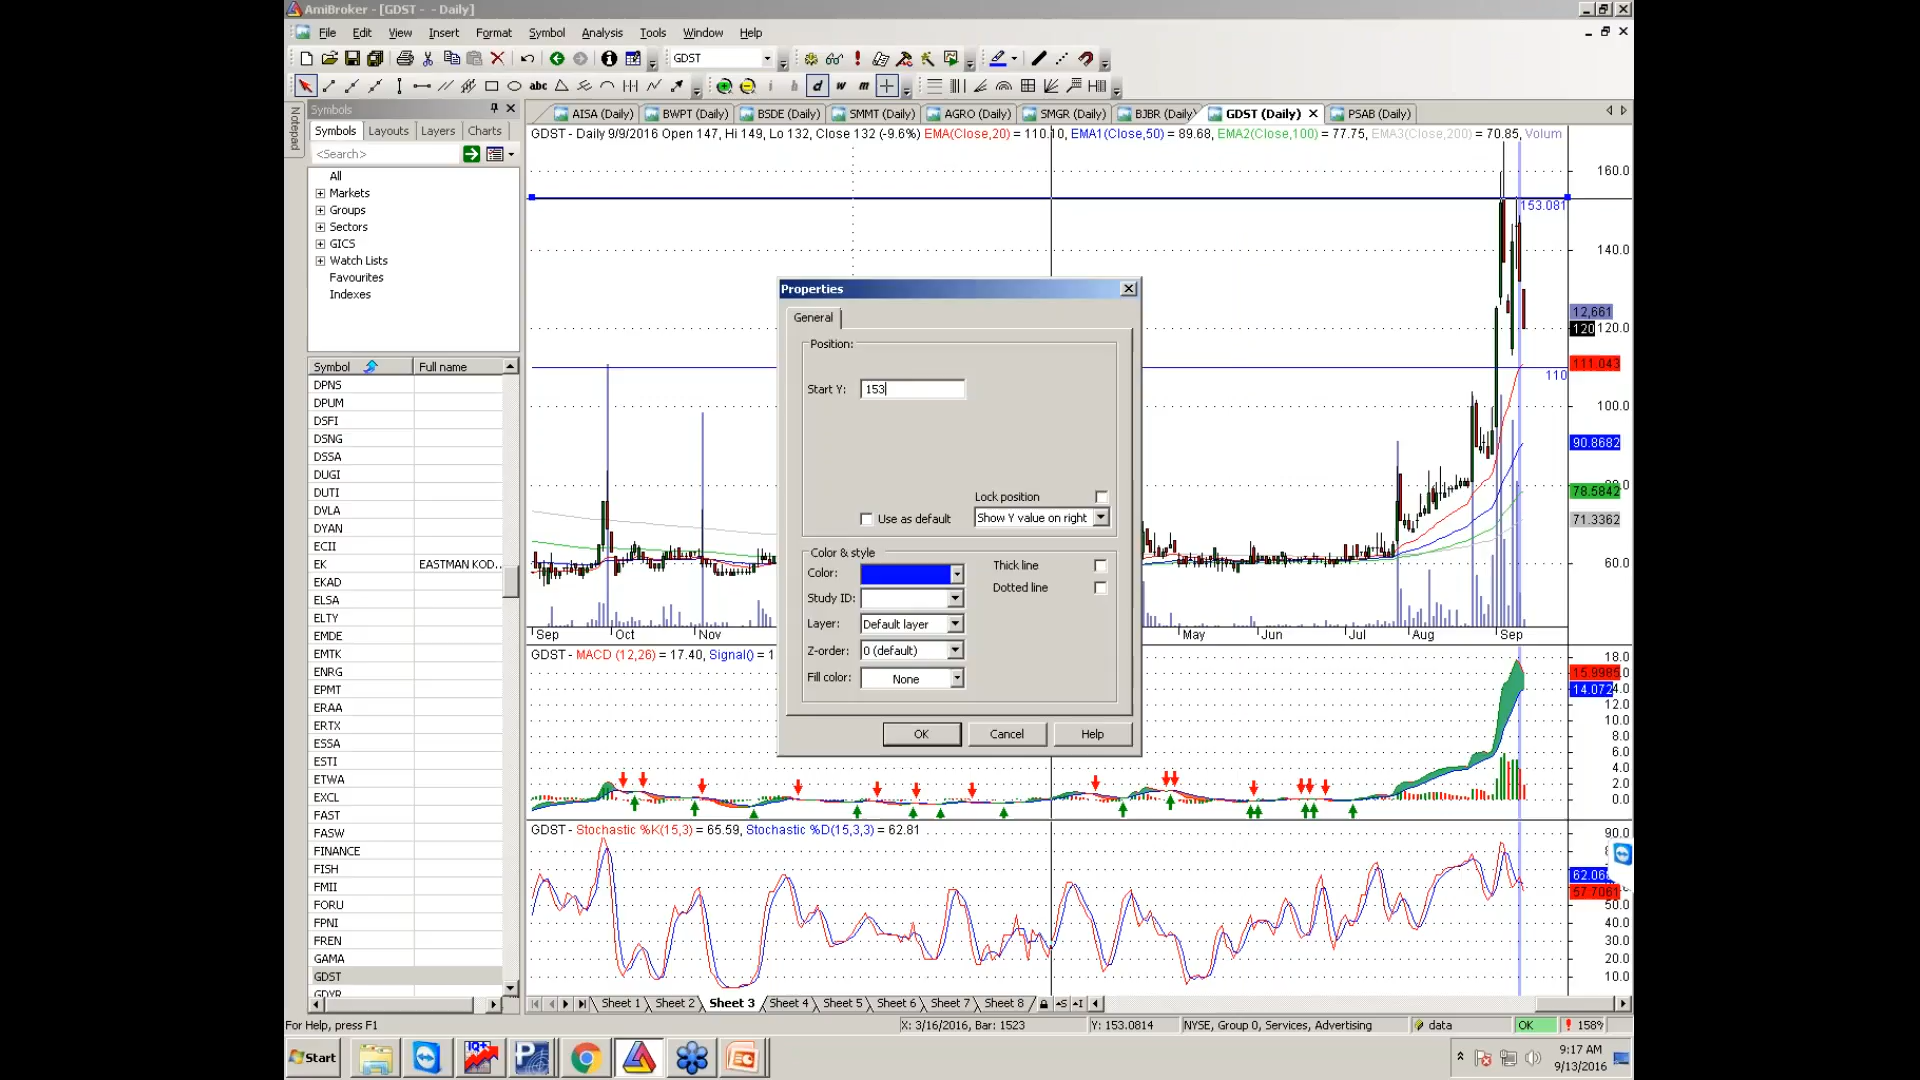 AmiBroker - [GDST - - Daily]
File Edit View Insert Format Symbol Analysis Tools Window Help
GDST
abc i h d w m
Notepad
Symbols
Symbols Layouts Layers Charts
<Search>
All
Markets
Groups
Sectors
GICS
Watch Lists
Favourites
Indexes
Symbol Full name
DPNS
DPUM
DSFI
DSNG
DSSA
DUGI
DUTI
DVLA
DYAN
ECII
EK EASTMAN KOD...
EKAD
ELSA
ELTY
EMDE
EMTK
ENRG
EPMT
ERAA
ERTX
ESSA
ESTI
ETWA
EXCL
FAST
FASW
FINANCE
FISH
FMII
FORU
FPNI
FREN
GAMA
GDST
GDYR
AISA (Daily) BWPT (Daily) BSDE (Daily) SMMT (Daily) AGRO (Daily) SMGR (Daily) BJBR (Daily) GDST (Daily) PSAB (Daily)
GDST - Daily 9/9/2016 Open 147, Hi 149, Lo 132, Close 132 (-9.6%) EMA(Close,20) = 110.10, EMA1(Close,50) = 89.68, EMA2(Close,100) = 77.75, EMA3(Close,200) = 70.85, Volum
160.0
153.081
140.0
12,661
120 120.0
111.043
110
100.0
90.8682
78.5842
71.3362
60.0
Sep Oct Nov May Jun Jul Aug Sep
Properties
General
Position:
Start Y: 153
Lock position
Use as default Show Y value on right
Color & style
Color: Thick line
Study ID: Dotted line
Layer: Default layer
Z-order: 0 (default)
Fill color: None
OK Cancel Help
GDST - MACD (12,26) = 17.40, Signal() = 1
18.0
14.072
12.0
10.0
8.0
6.0
4.0
2.0
0.0
GDST - Stochastic %K(15,3) = 65.59, Stochastic %D(15,3,3) = 62.81
90.0
50.0
40.0
30.0
20.0
10.0
Sheet 1 Sheet 2 Sheet 3 Sheet 4 Sheet 5 Sheet 6 Sheet 7 Sheet 8
For Help, press F1 X: 3/16/2016, Bar: 1523 Y: 153.0814 NYSE, Group 0, Services, Advertising data OK
Start
9:17 AM
9/13/2016